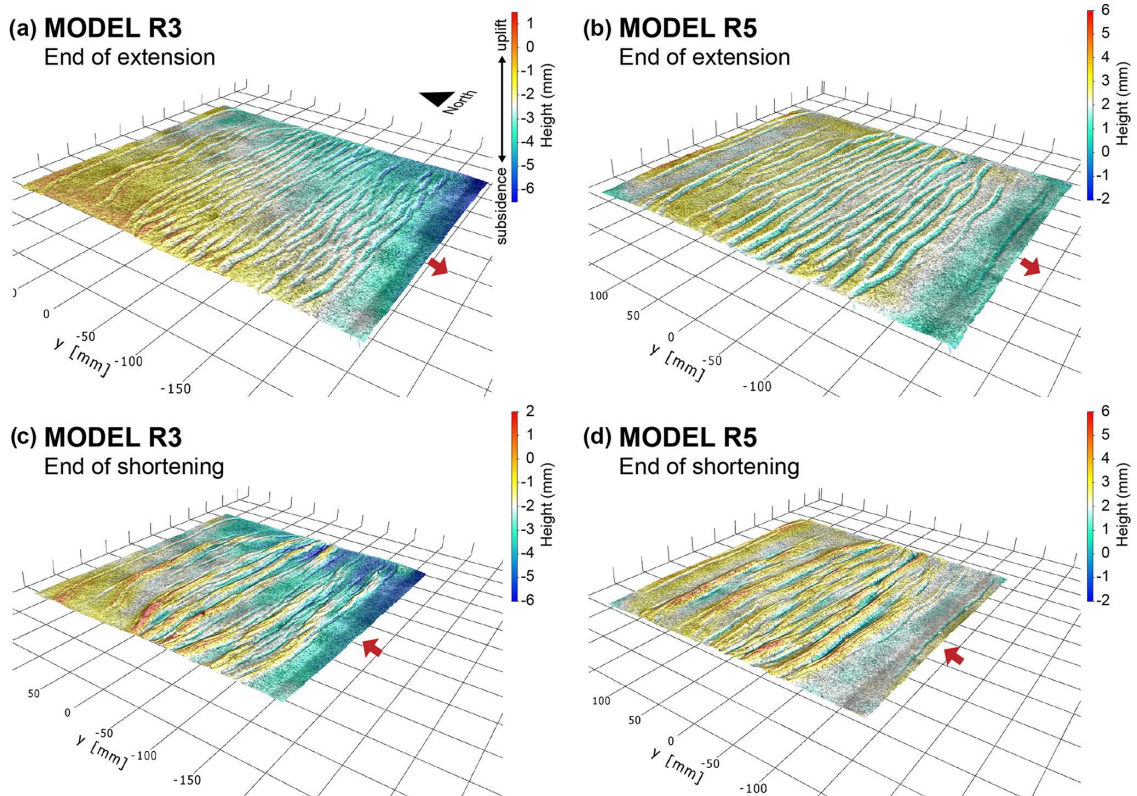 (a) MODEL R3
End of extension
North
uplift
subsidence
1
0
-1
-2
-3
-4
-5
-6
Height (mm)
0
-50
-100
-150
y [mm]
(b) MODEL R5
End of extension
6
5
4
3
2
1
0
-1
-2
Height (mm)
100
50
0
-50
-100
y [mm]
(c) MODEL R3
End of shortening
2
1
0
-1
-2
-3
-4
-5
-6
Height (mm)
50
0
-50
-100
-150
y [mm]
(d) MODEL R5
End of shortening
6
5
4
3
2
1
0
-1
-2
Height (mm)
100
50
0
-50
-100
y [mm]